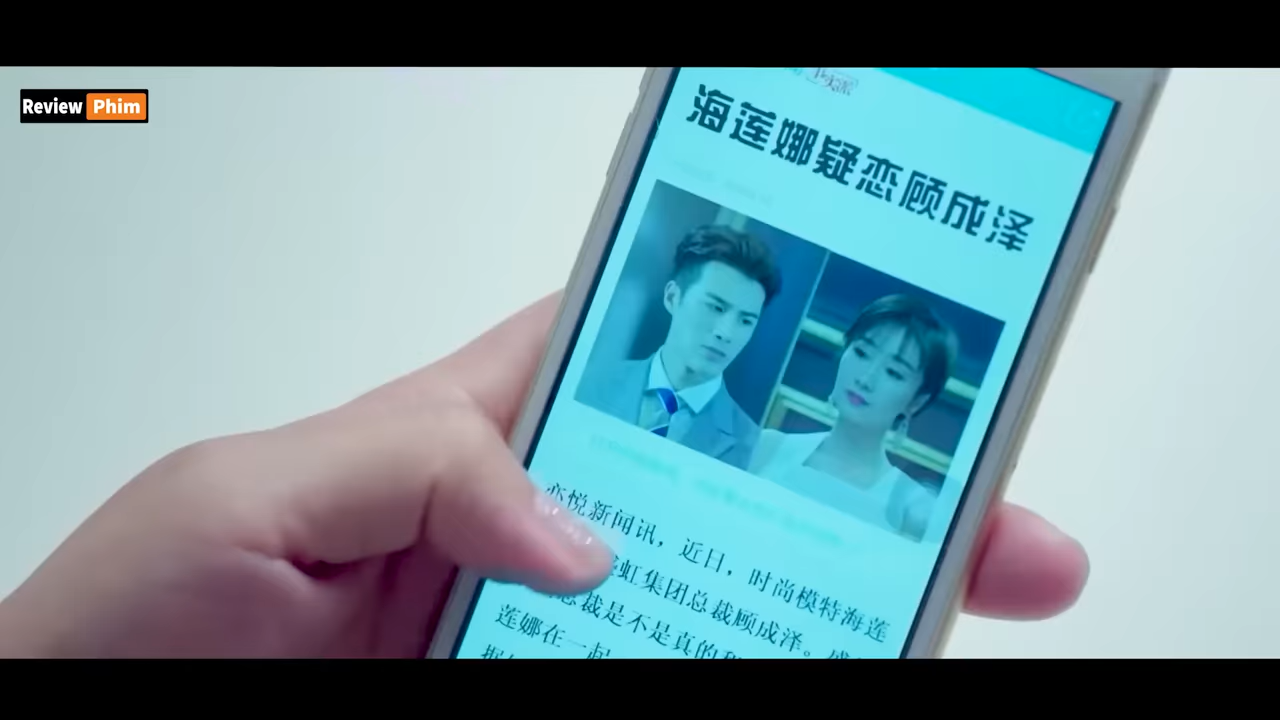 Review Phim
海莲娜疑恋顾成泽
恋悦新闻讯，近日，时尚模特海莲
虹集团总裁顾成泽。
总裁是不是真的和
莲娜在一起